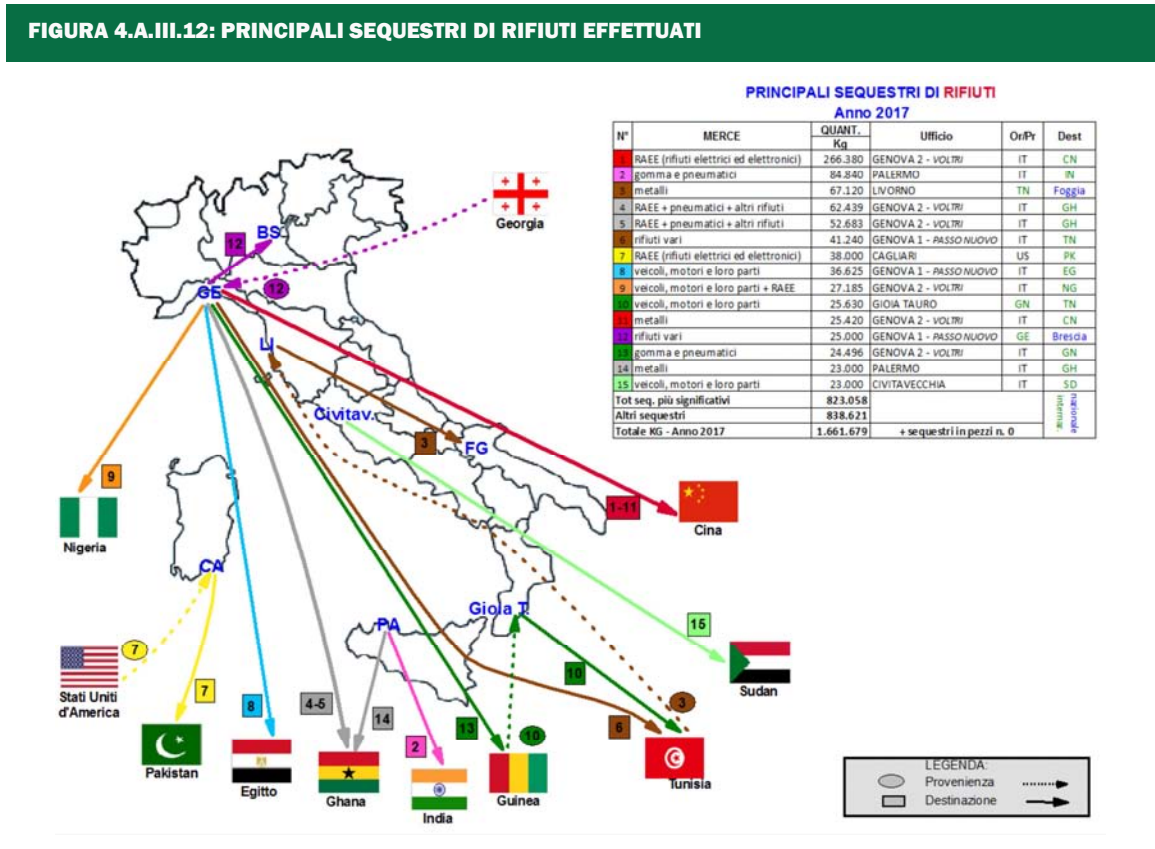 FIGURA 4.A.III.12: PRINCIPALI SEQUESTRI DI RIFIUTI EFFETTUATI
PRINCIPALI SEQUESTRI DI RIFIUTI
Anno 2017
N° MERCE QUANT. Kg Ufficio Or/Pr Dest
1 RAEE (rifiuti elettrici ed elettronici) 266.380 GENOVA 2 - VOLTRI IT CN
2 gomma e pneumatici 84.840 PALERMO IT IN
3 metalli 67.120 LIVORNO TN Foggia
4 RAEE + pneumatici + altri rifiuti 62.439 GENOVA 2 - VOLTRI IT GH
5 RAEE + pneumatici + altri rifiuti 52.683 GENOVA 2 - VOLTRI IT GH
6 rifiuti vari 41.240 GENOVA 1 - PASSO NUOVO IT TN
7 RAEE (rifiuti elettrici ed elettronici) 38.000 CAGLIARI US PK
8 veicoli, motori e loro parti 36.625 GENOVA 1 - PASSO NUOVO IT EG
9 veicoli, motori e loro parti + RAEE 27.185 GENOVA 2 - VOLTRI IT NG
10 veicoli, motori e loro parti 25.630 GIOIA TAURO GN TN
11 metalli 25.420 GENOVA 2 - VOLTRI IT CN
12 rifiuti vari 25.000 GENOVA 1 - PASSO NUOVO GE Brescia
13 gomma e pneumatici 24.496 GENOVA 2 - VOLTRI IT GN
14 metalli 23.000 PALERMO IT GH
15 veicoli, motori e loro parti 23.000 CIVITAVECCHIA IT SD
Tot seq. più significativi 823.058
Altri sequestri 838.621
Totale KG - Anno 2017 1.661.679 + sequestri in pezzi n. 0
internaz. nazionale
Georgia
BS
12
12
GE
LI
Civitav.
3
FG
9
Nigeria
1-11
Cina
CA
Gioia T.
PA
15
Sudan
7
Stati Uniti
d'America
7
10
8
4-5
14
2
13
10
6
3
Pakistan
Egitto
Ghana
India
Guinea
Tunisia
LEGENDA:
Provenienza
Destinazione